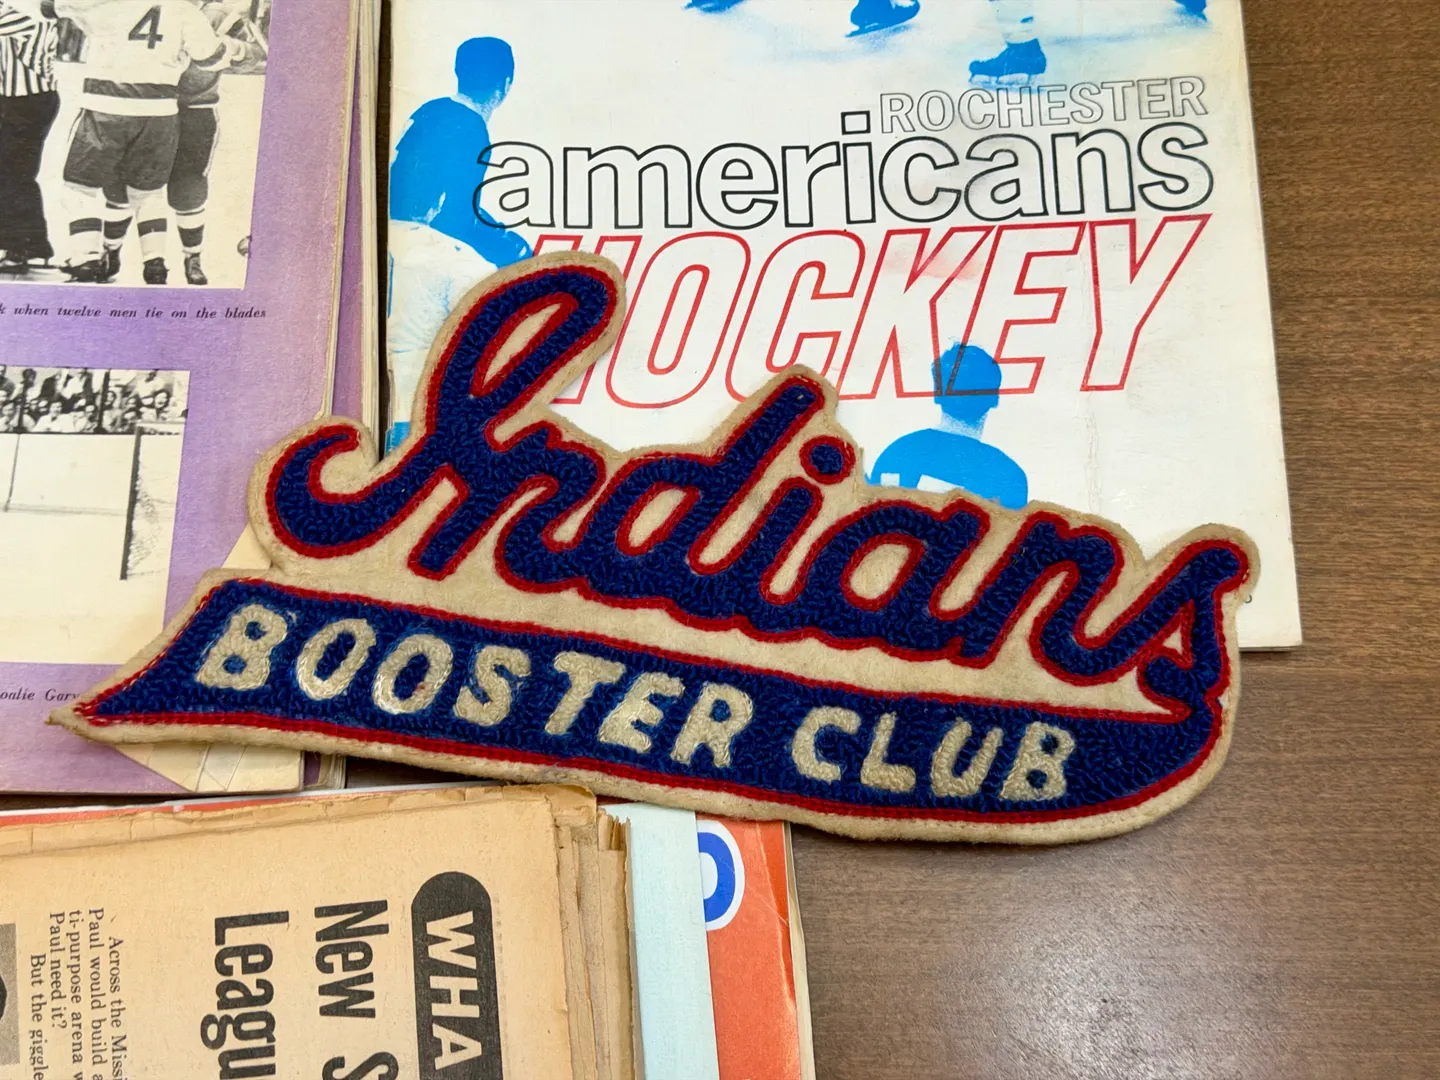 4
k when twelve men tie on the blades
oalie Gary
ROCHESTER
americans
HOCKEY
Indians
BOOSTER CLUB
WHA
New S
Leagu
Across the Missi
Paul would build a
ti-purpose arena w
Paul need it?
But the giggle